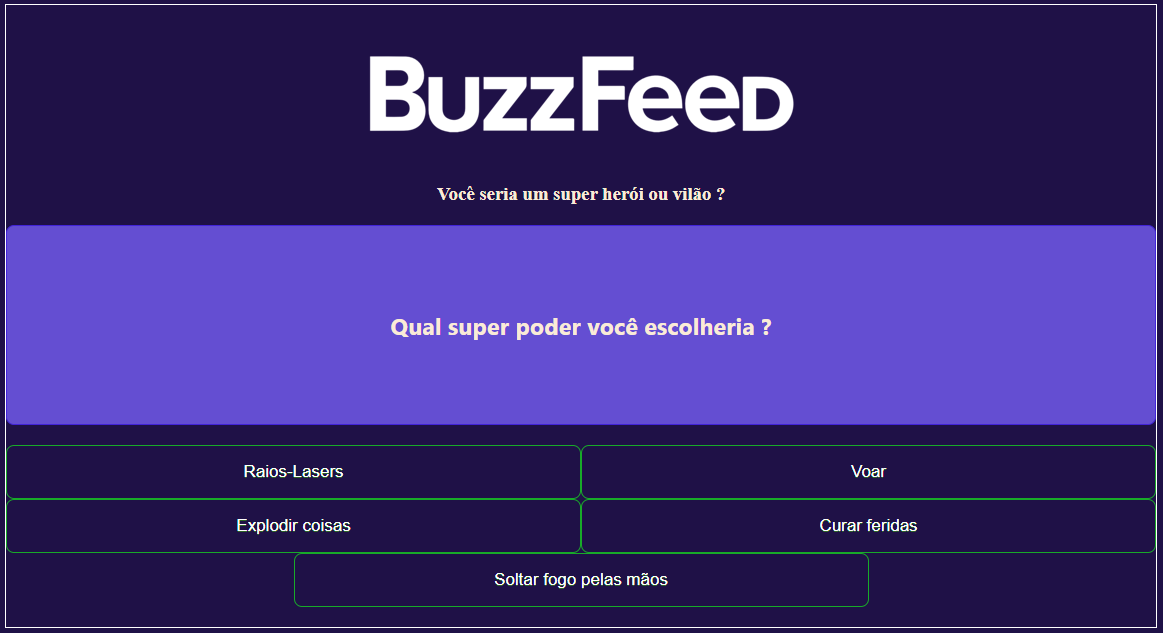 BuzzFeed
Você seria um super herói ou vilão ?
Qual super poder você escolheria ?
Raios-Lasers
Voar
Explodir coisas
Curar feridas
Soltar fogo pelas mãos